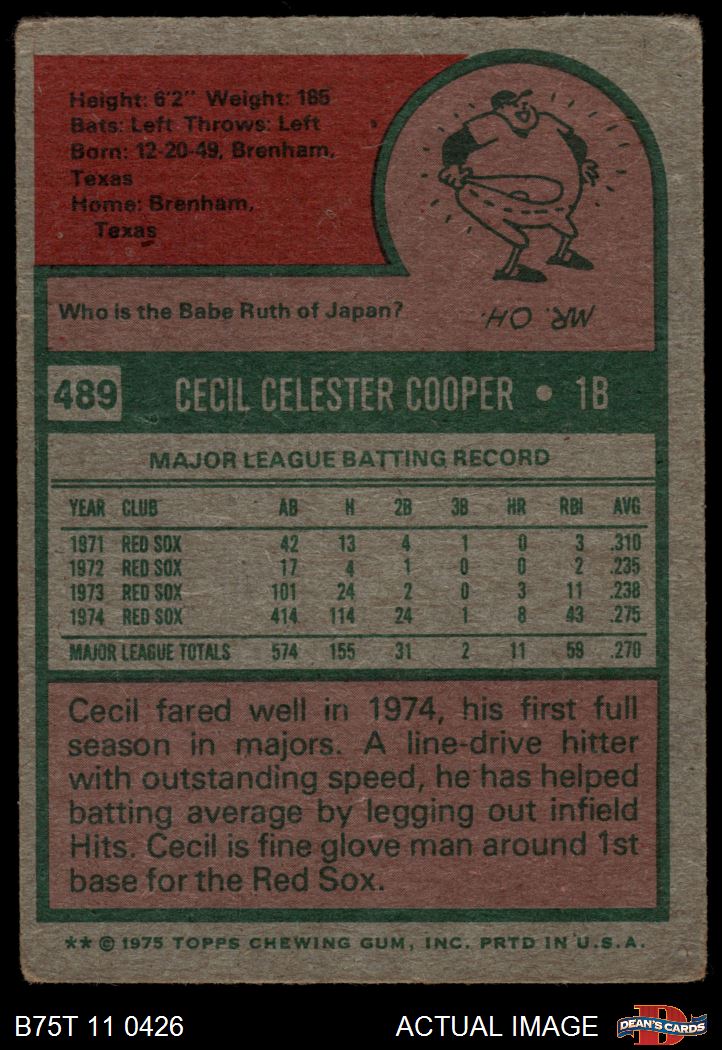 Height: 6'2" Weight: 185
Bats: Left Throws: Left
Born: 12-20-49, Brenham,
Texas
Home: Brenham,
Texas
Who is the Babe Ruth of Japan?
MR. OH.
489 CECIL CELESTER COOPER • 1B
MAJOR LEAGUE BATTING RECORD
YEAR CLUB AB H 2B 3B HR RBI AVG
1971 RED SOX 42 13 4 1 0 3 .310
1972 RED SOX 17 4 1 0 0 2 .235
1973 RED SOX 101 24 2 0 3 11 .238
1974 RED SOX 414 114 24 1 8 43 .275
MAJOR LEAGUE TOTALS 574 155 31 2 11 59 .270
Cecil fared well in 1974, his first full
season in majors. A line-drive hitter
with outstanding speed, he has helped
batting average by legging out infield
Hits. Cecil is fine glove man around 1st
base for the Red Sox.
** © 1975 TOPPS CHEWING GUM, INC. PRTD IN U.S.A.
B75T 11 0426 ACTUAL IMAGE D DEAN'S CARDS